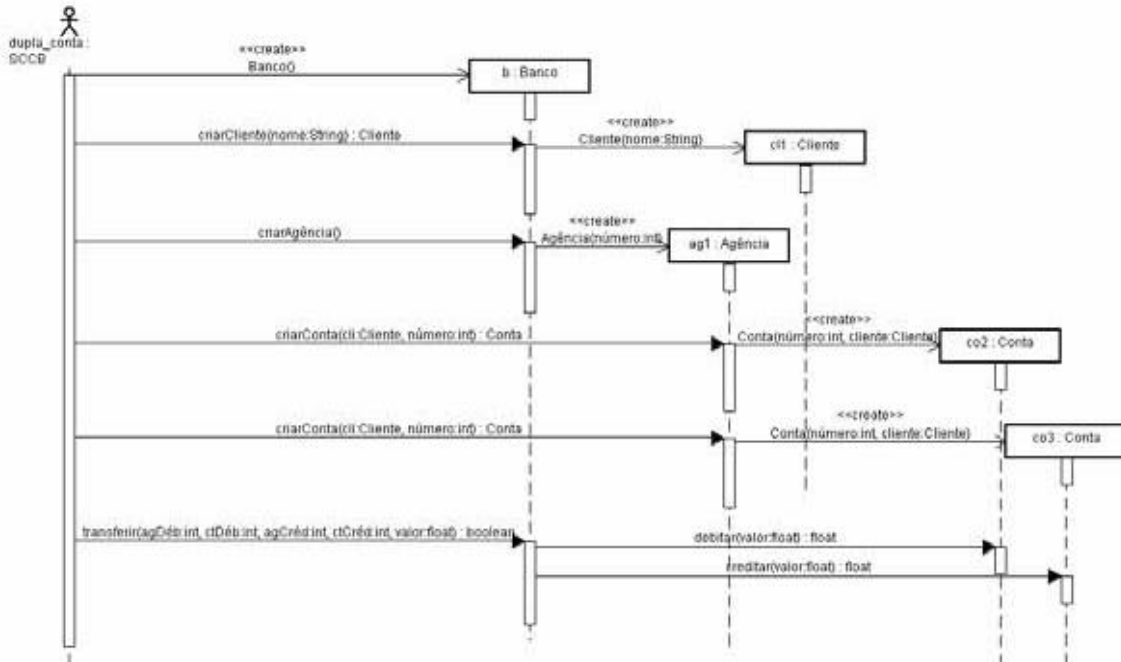 dupla_conta :
SCCB
<<create>>
Banco()
b : Banco
criarCliente(nome:String) : Cliente
<<create>>
Cliente(nome:String)
cli1 : Cliente
criarAgência()
<<create>>
Agência(número:int)
ag1 : Agência
criarConta(cli:Cliente, número:int) : Conta
<<create>>
Conta(número:int, cliente:Cliente)
co2 : Conta
criarConta(cli:Cliente, número:int) : Conta
<<create>>
Conta(número:int, cliente:Cliente)
co3 : Conta
transferir(agDéb:int, ctDéb:int, agCréd:int, ctCréd:int, valor:float) : boolean
debitar(valor:float) : float
creditar(valor:float) : float